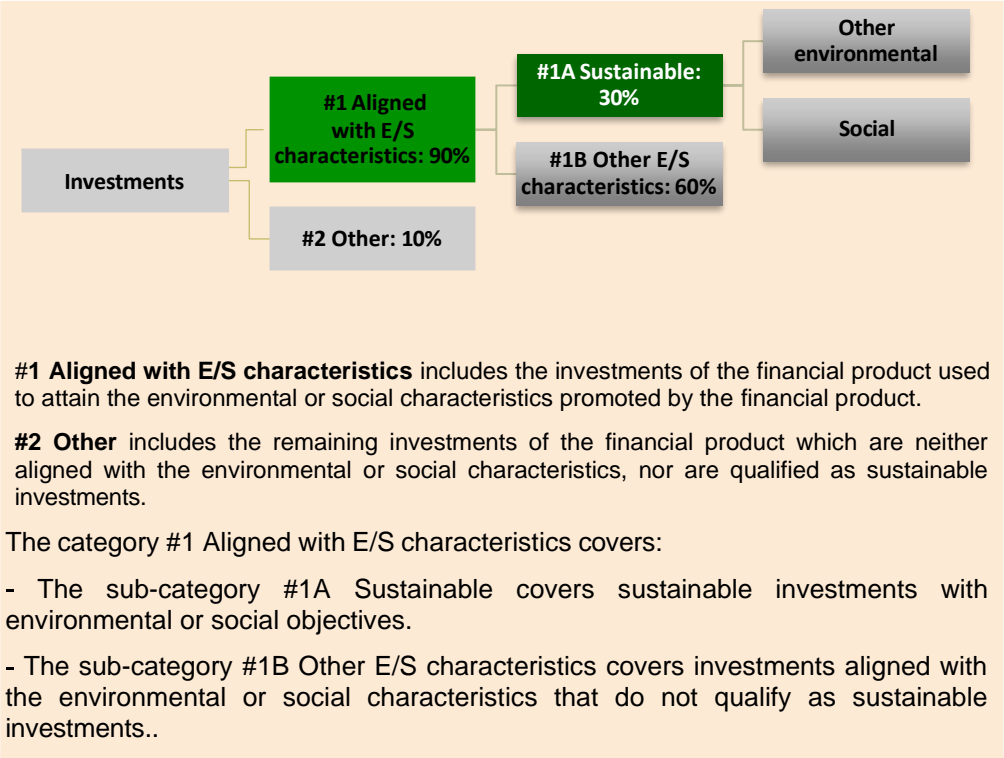 Investments
#1 Aligned
with E/S
characteristics: 90%
#2 Other: 10%
#1A Sustainable:
30%
#1B Other E/S
characteristics: 60%
Other
environmental
Social
#1 Aligned with E/S characteristics includes the investments of the financial product used
to attain the environmental or social characteristics promoted by the financial product.
#2 Other includes the remaining investments of the financial product which are neither
aligned with the environmental or social characteristics, nor are qualified as sustainable
investments.
The category #1 Aligned with E/S characteristics covers:
- The sub-category #1A Sustainable covers sustainable investments with
environmental or social objectives.
- The sub-category #1B Other E/S characteristics covers investments aligned with
the environmental or social characteristics that do not qualify as sustainable
investments..